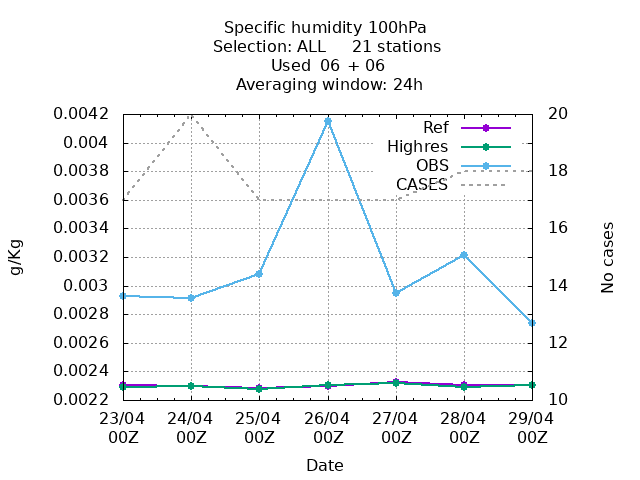 Specific humidity 100hPa
Selection: ALL     21 stations
Used  06 + 06
Averaging window: 24h
Ref
Highres
OBS
CASES
0.0042
0.004
0.0038
0.0036
0.0034
0.0032
0.003
0.0028
0.0026
0.0024
0.0022
g/Kg
20
18
16
14
12
10
No cases
23/04 24/04 25/04 26/04 27/04 28/04 29/04
00Z 00Z 00Z 00Z 00Z 00Z 00Z
Date